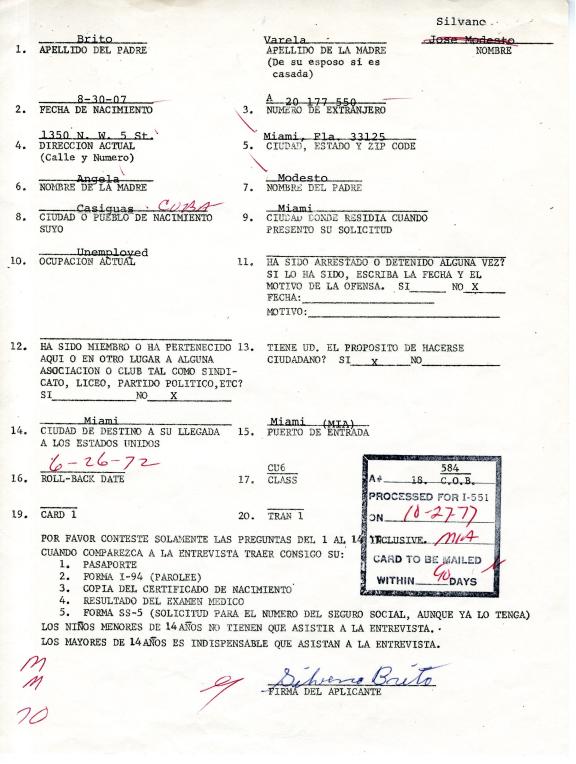 Silvano
Brito Varela Jose Modesto
1. APELLIDO DEL PADRE APELLIDO DE LA MADRE NOMBRE
(De su esposo si es
casada)
8-30-07 A 20 177 550
2. FECHA DE NACIMIENTO 3. NUMERO DE EXTRANJERO
1350 N. W. 5 St. Miami, Fla. 33125
4. DIRECCION ACTUAL 5. CIUDAD, ESTADO Y ZIP CODE
(Calle y Numero)
Angela Modesto
6. NOMBRE DE LA MADRE 7. NOMBRE DEL PADRE
Casiguas - CUBA Miami
8. CIUDAD O PUEBLO DE NACIMIENTO 9. CIUDAD DONDE RESIDIA CUANDO
SUYO PRESENTO SU SOLICITUD
Unemployed
10. OCUPACION ACTUAL 11. HA SIDO ARRESTADO O DETENIDO ALGUNA VEZ?
SI LO HA SIDO, ESCRIBA LA FECHA Y EL
MOTIVO DE LA OFENSA. SI NO X
FECHA:
MOTIVO:
12. HA SIDO MIEMBRO O HA PERTENECIDO 13. TIENE UD. EL PROPOSITO DE HACERSE
AQUI O EN OTRO LUGAR A ALGUNA CIUDADANO? SI X NO
ASOCIACION O CLUB TAL COMO SINDI-
CATO, LICEO, PARTIDO POLITICO, ETC?
SI NO X
Miami Miami (MIA)
14. CIUDAD DE DESTINO A SU LLEGADA 15. PUERTO DE ENTRADA
A LOS ESTADOS UNIDOS
6-26-72 CU6 584
16. ROLL-BACK DATE 17. CLASS A# 18. C.O.B.
PROCESSED FOR I-551
19. CARD 1 20. TRAN 1 ON 10-27-77
POR FAVOR CONTESTE SOLAMENTE LAS PREGUNTAS DEL 1 AL 14 INCLUSIVE. MIA
CUANDO COMPAREZCA A LA ENTREVISTA TRAER CONSIGO SU:
CARD TO BE MAILED
1. PASAPORTE
2. FORMA I-94 (PAROLEE) WITHIN 90 DAYS
3. COPIA DEL CERTIFICADO DE NACIMIENTO
4. RESULTADO DEL EXAMEN MEDICO
5. FORMA SS-5 (SOLICITUD PARA EL NUMERO DEL SEGURO SOCIAL, AUNQUE YA LO TENGA)
LOS NIÑOS MENORES DE 14 AÑOS NO TIENEN QUE ASISTIR A LA ENTREVISTA.
LOS MAYORES DE 14 AÑOS ES INDISPENSABLE QUE ASISTAN A LA ENTREVISTA.
M
M
70
Silvano Brito
FIRMA DEL APLICANTE